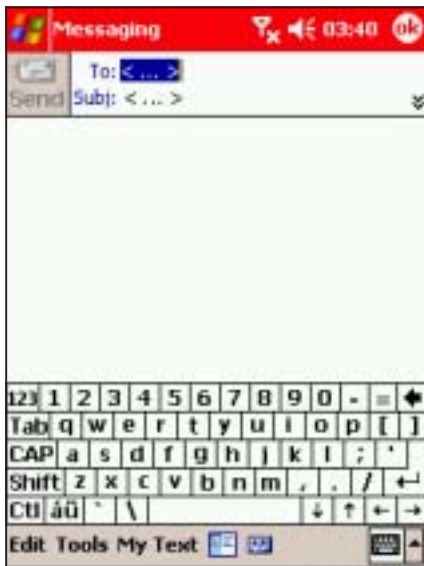 Messaging 03:40 ok
To: < ... >
Send Subj: < ... >
123 1 2 3 4 5 6 7 8 9 0 - =
Tab q w e r t y u i o p [ ]
CAP a s d f g h j k l ; '
Shift z x c v b n m , . /
Ctl áü ` \
Edit Tools My Text